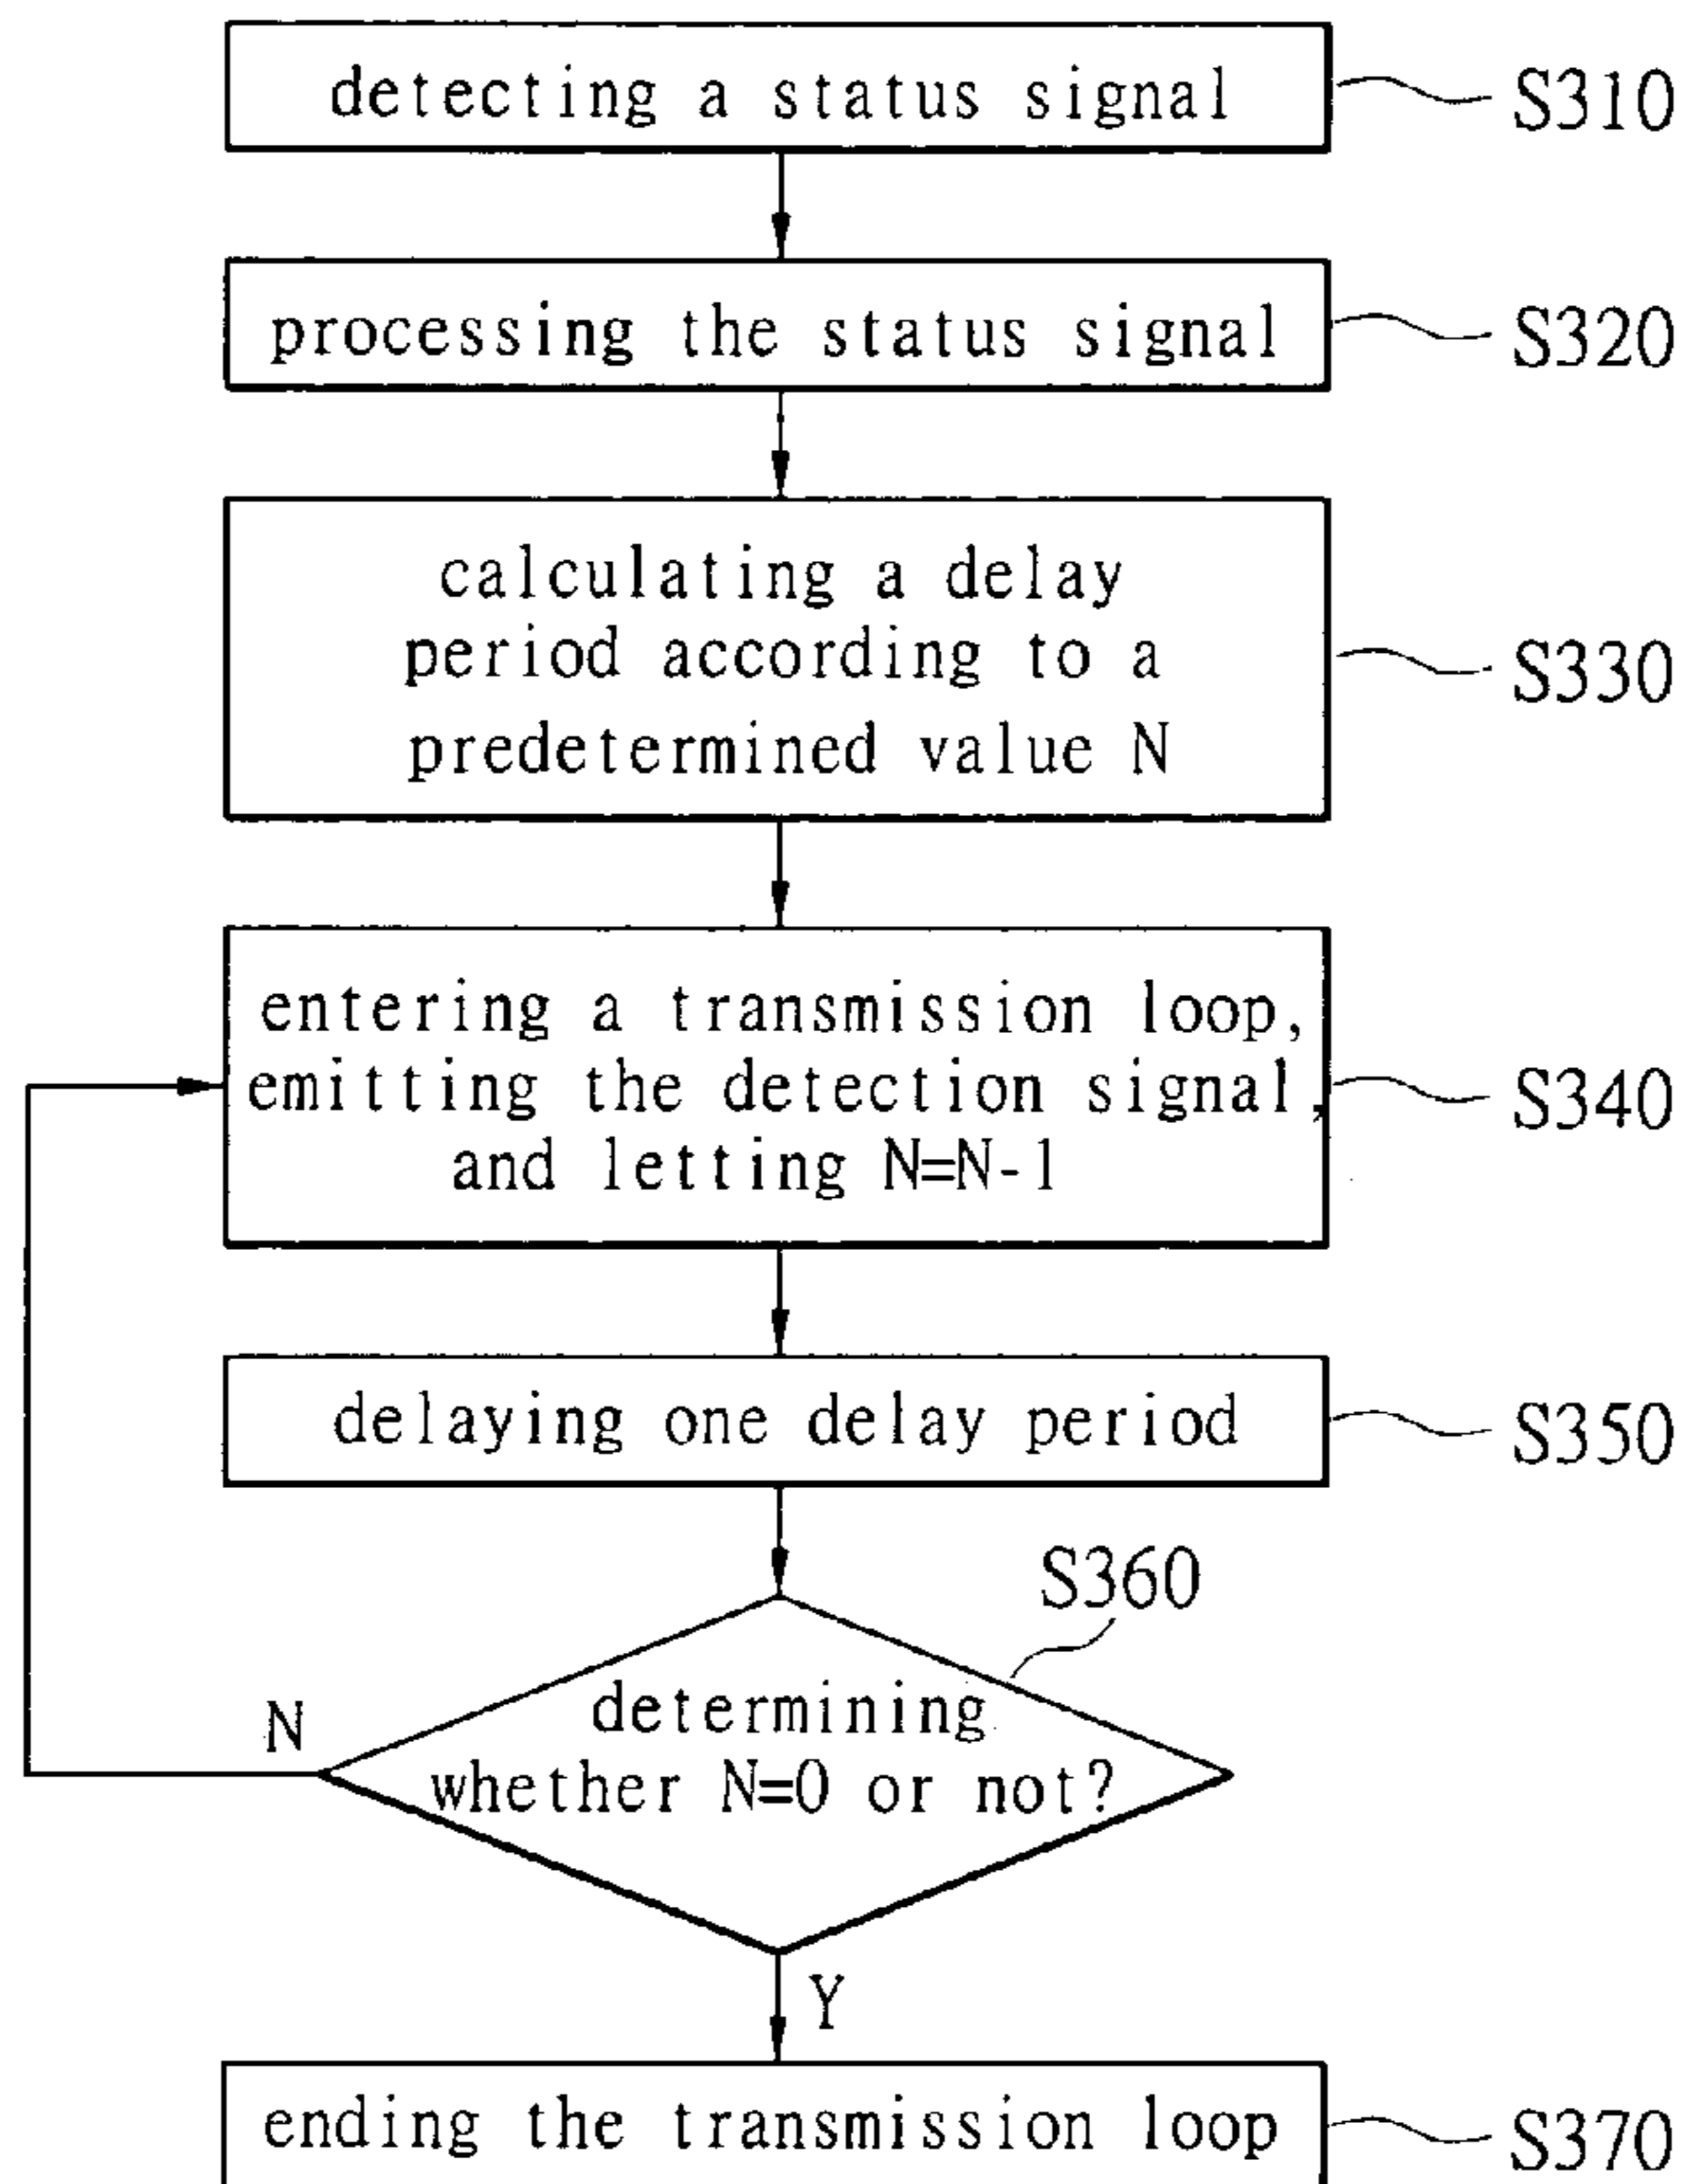 detecting a status signal
S310
processing the status signal
S320
calculating a delay
period according to a
predetermined value N
S330
entering a transmission loop,
emitting the detection signal,
and letting N=N-1
S340
delaying one delay period
S350
S360
determining
whether N=0 or not?
N
Y
ending the transmission loop
S370